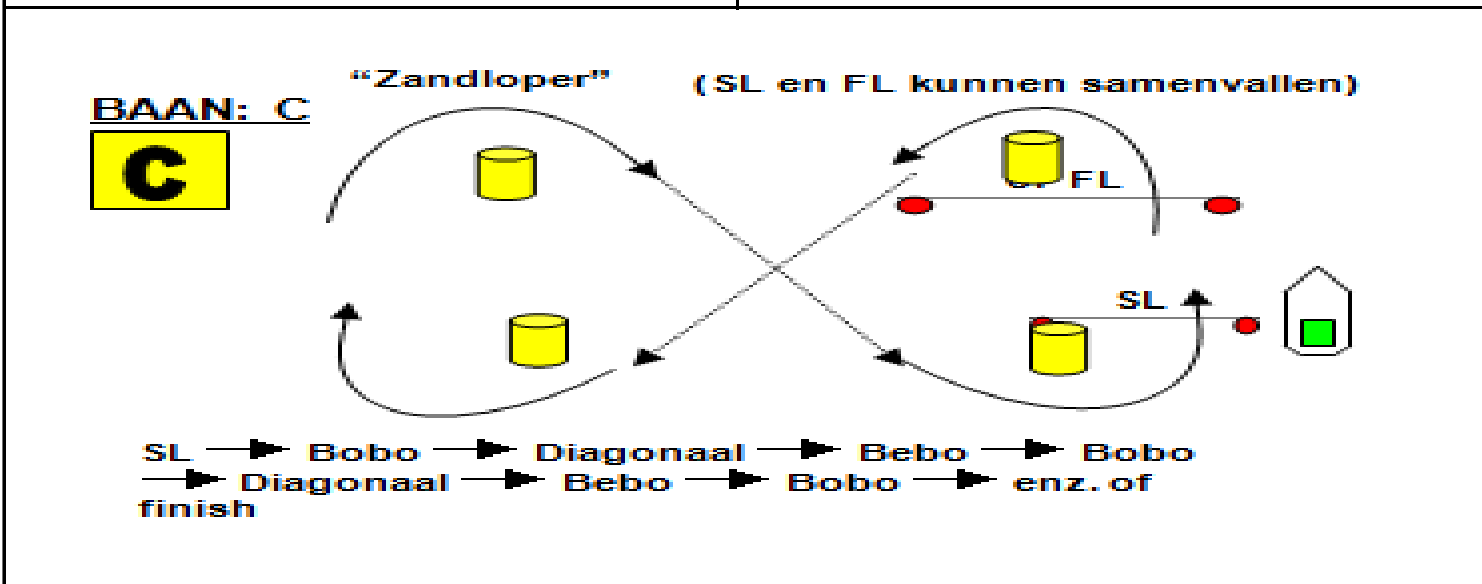 “Zandloper”
(SL en FL kunnen samenvallen)
BAAN: C
C
FL
SL
SL Bobo Diagonaal Bebo Bobo
Diagonaal Bebo Bobo enz. of
finish